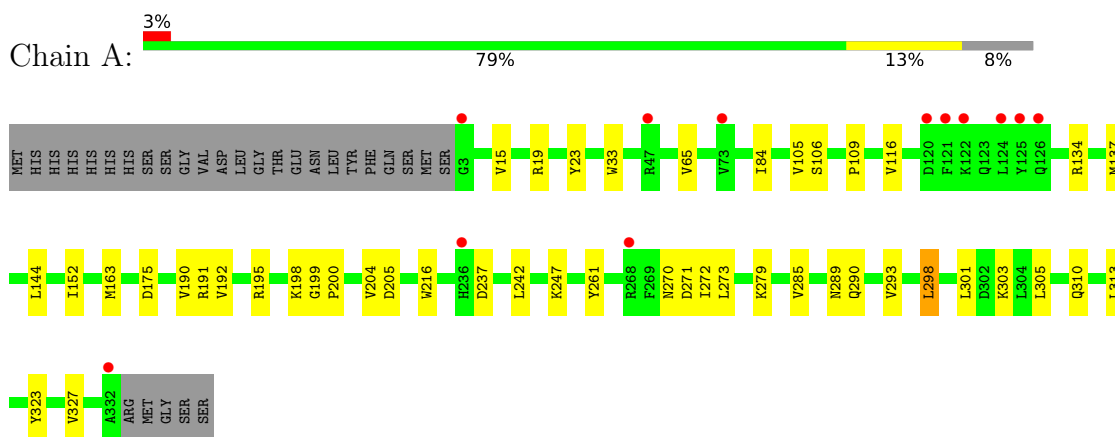 3%
Chain A:
79% 13% 8%
MET HIS HIS HIS HIS HIS HIS SER SER GLY VAL ASP LEU GLY THR GLU ASN LEU TYR PHE GLN SER MET SER G3 V15 R19 Y23 W33 R47 V65 V73 I84 V105 S106 P109 V116 D120 F121 K122 Q123 L124 Y125 Q126 R134 M137
L144 I152 M163 D175 V190 R191 V192 R195 K198 G199 P200 V204 D205 W216 H236 D237 L242 K247 Y261 R268 F269 N270 D271 I272 L273 K279 V285 N289 Q290 V293 L298 L301 D302 K303 L304 L305 Q310 L313
Y323 V327 A332 ARG MET GLY SER SER